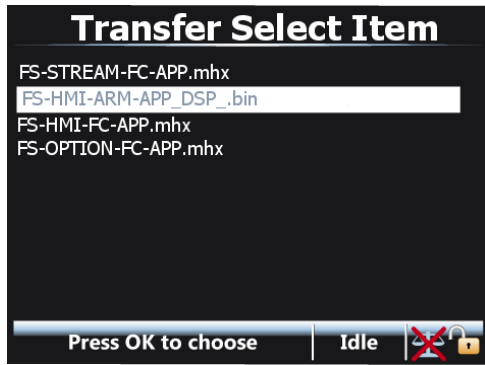 Transfer Select Item
FS-STREAM-FC-APP.mhx
FS-HMI-ARM-APP_DSP_.bin
FS-HMI-FC-APP.mhx
FS-OPTION-FC-APP.mhx
Press OK to choose
Idle